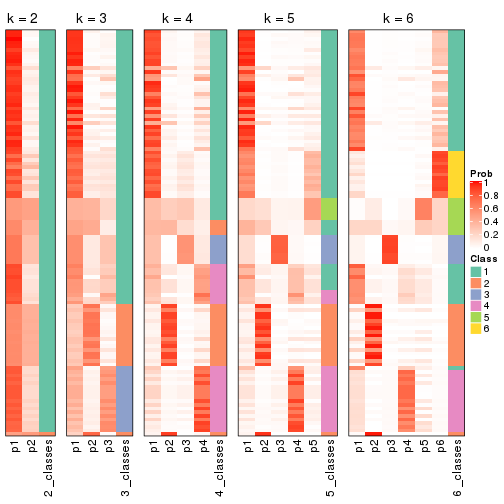 k = 2
k = 3
k = 4
k = 5
k = 6
p1
p2
2_classes
p1
p2
p3
3_classes
p1
p2
p3
p4
4_classes
p1
p2
p3
p4
p5
5_classes
p1
p2
p3
p4
p5
p6
6_classes
Prob
1
0.8
0.6
0.4
0.2
0
Class
1
2
3
4
5
6